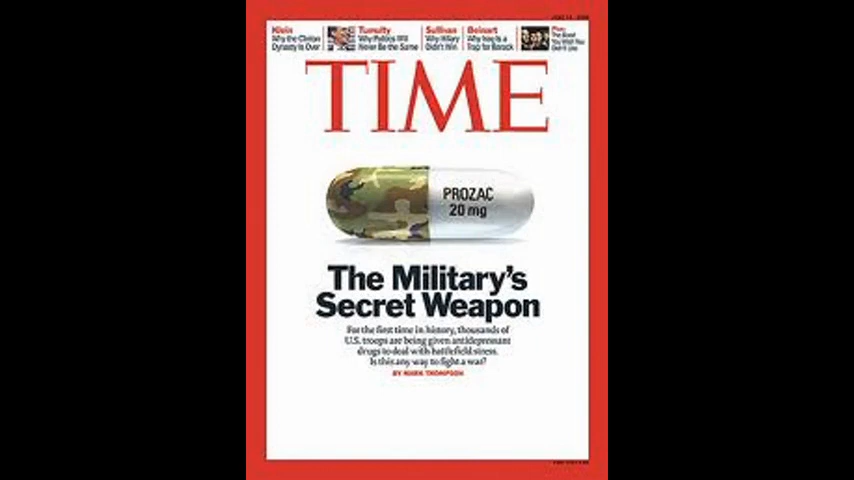 Klein
Why the Clinton
Dynasty Is Over
Tumulty
Why Politics Will
Never Be the Same
Sullivan
Why Hillary
Didn't Win
Beinart
Why Iraq Is a
Trap for Barack
TIME
PROZAC
20 mg
The Military's
Secret Weapon
For the first time in history, thousands of
U.S. troops are being given antidepressant
drugs to deal with battlefield stress.
Is this any way to fight a war?
BY MARK THOMPSON